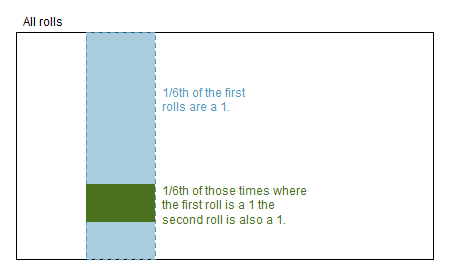 All rolls
1/6th of the first
rolls are a 1.
1/6th of those times where
the first roll is a 1 the
second roll is also a 1.